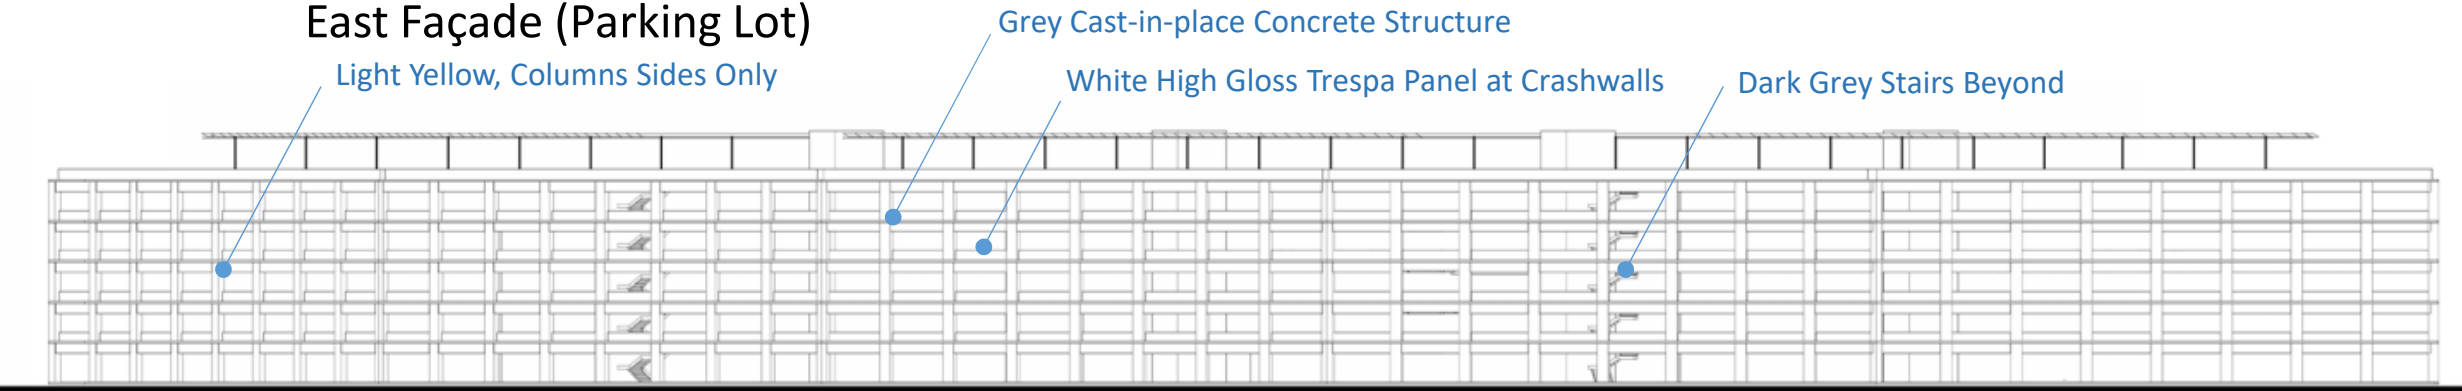 East Façade (Parking Lot)
Grey Cast-in-place Concrete Structure
Light Yellow, Columns Sides Only
White High Gloss Trespa Panel at Crashwalls
Dark Grey Stairs Beyond